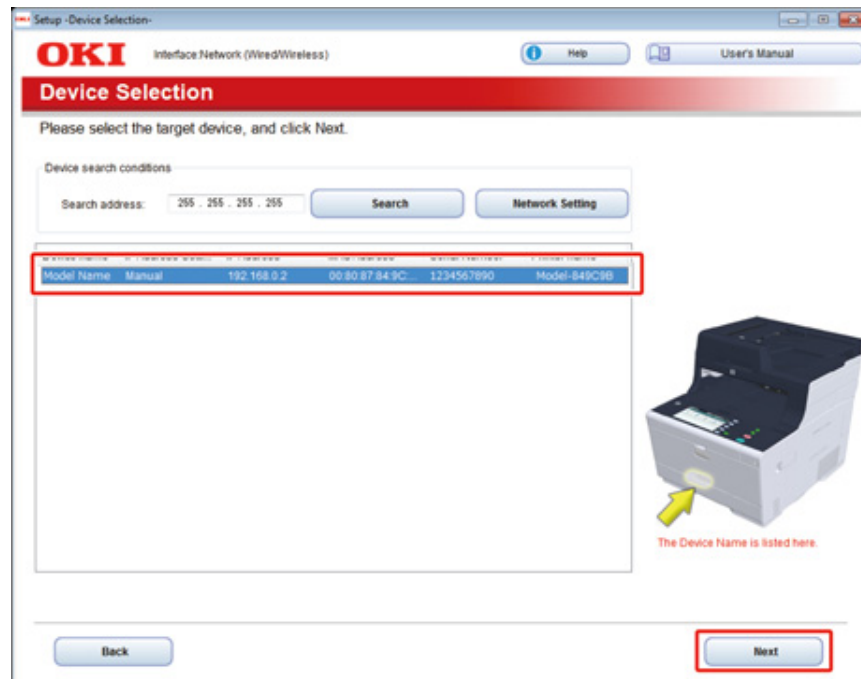 OKI Setup -Device Selection-
OKI Interface:Network (Wired/Wireless) Help User's Manual
Device Selection
Please select the target device, and click Next.
Device search conditions
Search address: 255 . 255 . 255 . 255 Search Network Setting
Model Name Manual 192.168.0.2 00:80:87:84:9C:... 1234567890 Model-849C9B
The Device Name is listed here.
Back Next